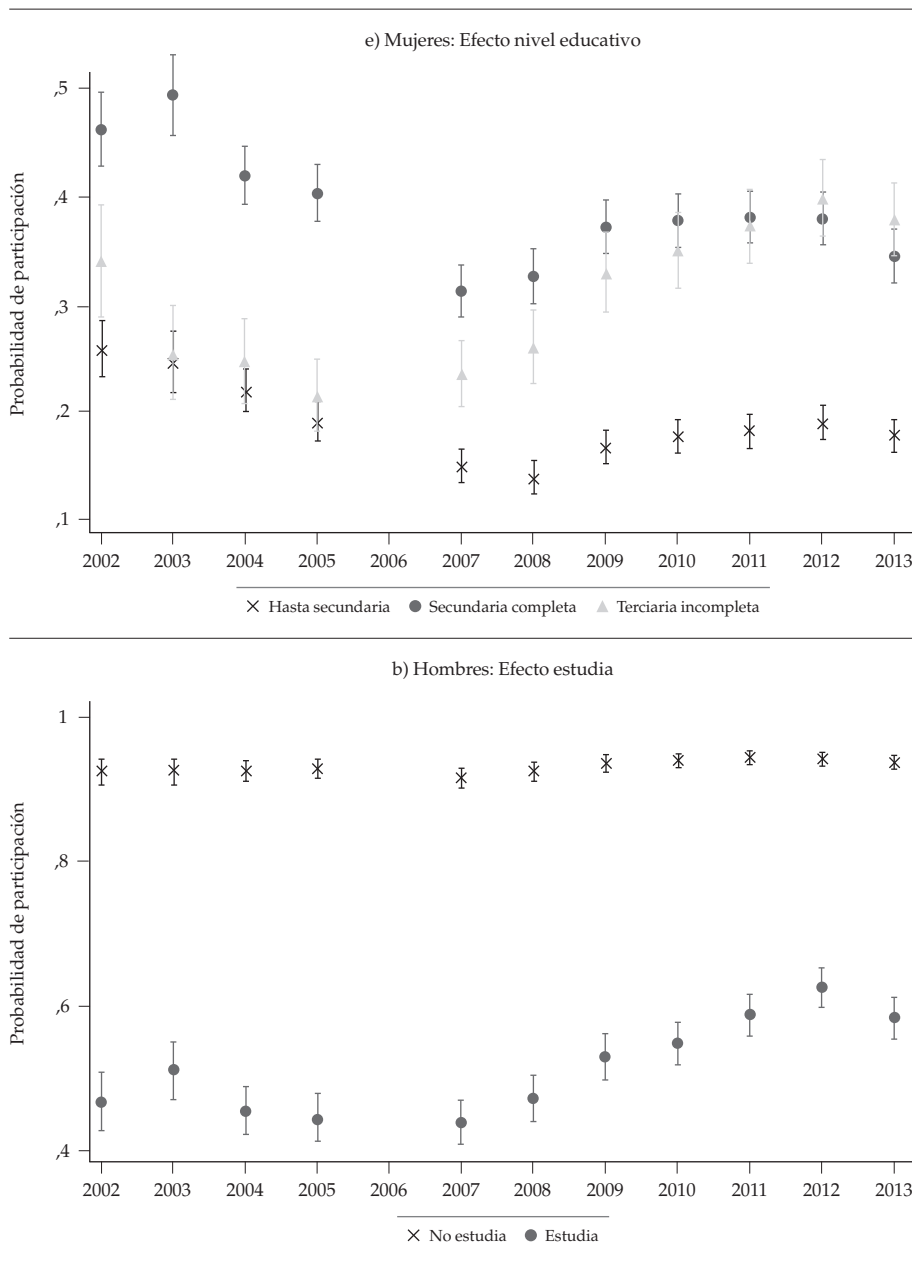 e) Mujeres: Efecto nivel educativo
Probabilidad de participación
,5
,4
,3
,2
,1
2002 2003 2004 2005 2006 2007 2008 2009 2010 2011 2012 2013
Hasta secundaria Secundaria completa Terciaria incompleta
b) Hombres: Efecto estudia
Probabilidad de participación
1
,8
,6
,4
2002 2003 2004 2005 2006 2007 2008 2009 2010 2011 2012 2013
No estudia Estudia